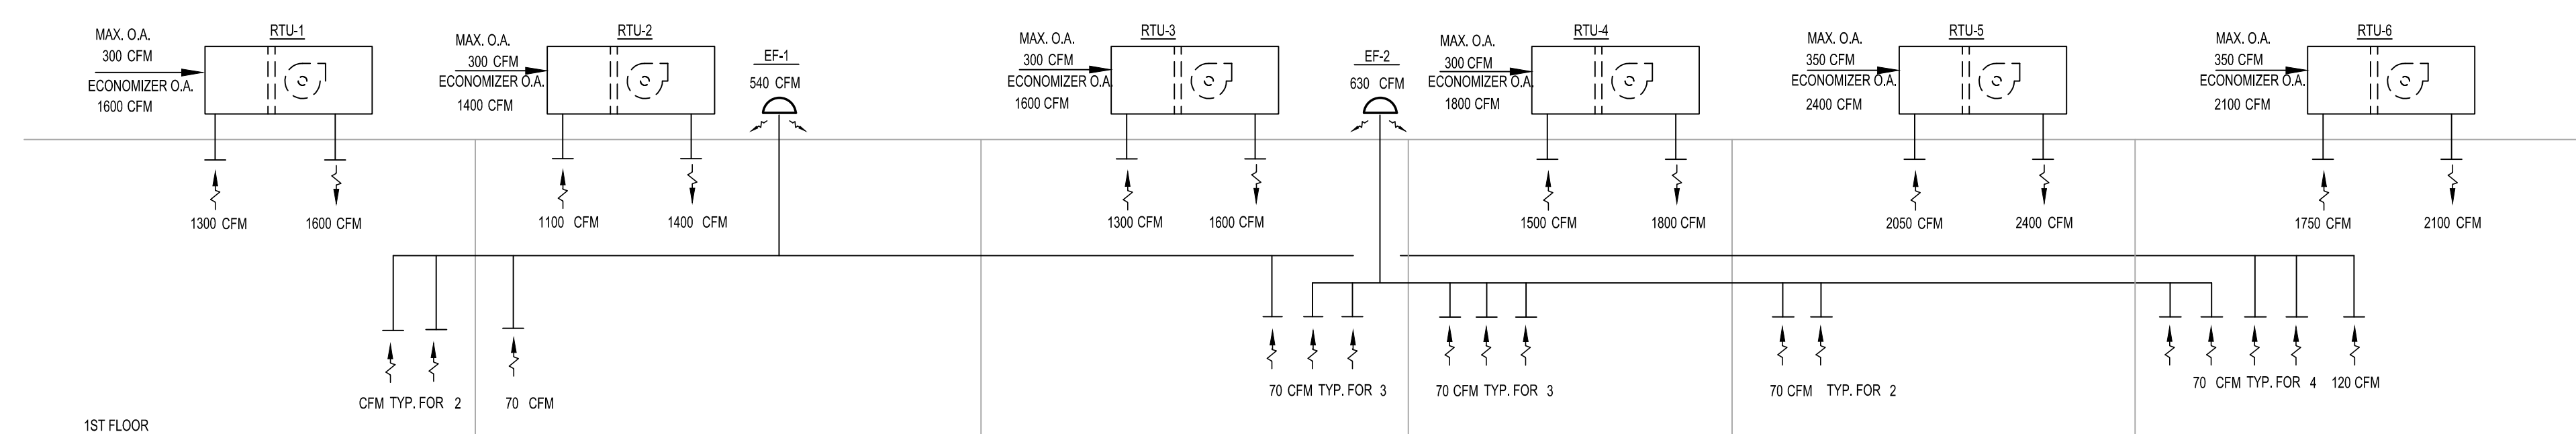 RTU-1
MAX. O.A.
300 CFM
ECONOMIZER O.A.
1600 CFM
1300 CFM
1600 CFM
RTU-2
MAX. O.A.
300 CFM
ECONOMIZER O.A.
1400 CFM
1100 CFM
1400 CFM
EF-1
540 CFM
RTU-3
MAX. O.A.
300 CFM
ECONOMIZER O.A.
1600 CFM
1300 CFM
1600 CFM
EF-2
630 CFM
RTU-4
MAX. O.A.
300 CFM
ECONOMIZER O.A.
1800 CFM
1500 CFM
1800 CFM
RTU-5
MAX. O.A.
350 CFM
ECONOMIZER O.A.
2400 CFM
2050 CFM
2400 CFM
RTU-6
MAX. O.A.
350 CFM
ECONOMIZER O.A.
2100 CFM
1750 CFM
2100 CFM
CFM TYP. FOR 2
70 CFM
70 CFM TYP. FOR 3
70 CFM TYP. FOR 3
70 CFM TYP. FOR 2
70 CFM TYP. FOR 4
120 CFM
1ST FLOOR